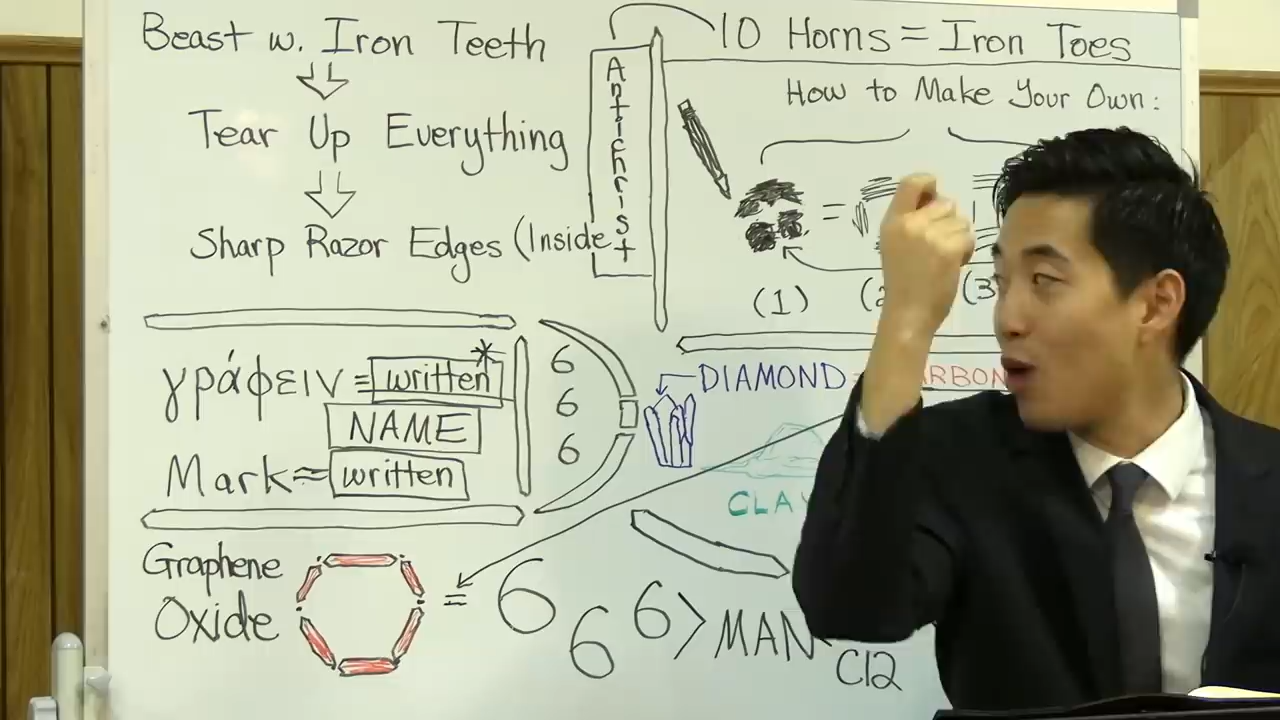 Beast w. Iron Teeth
Tear Up Everything
Sharp Razor Edges (Inside
Antichrist
10 Horns = Iron Toes
How to Make Your Own:
=
(1)
(3
γράφειν = written*
NAME
Mark ≈ written
6
6
6
DIAMOND
ARBON
CLAY
Graphene
Oxide
= 6 6 6 > MAN
C12